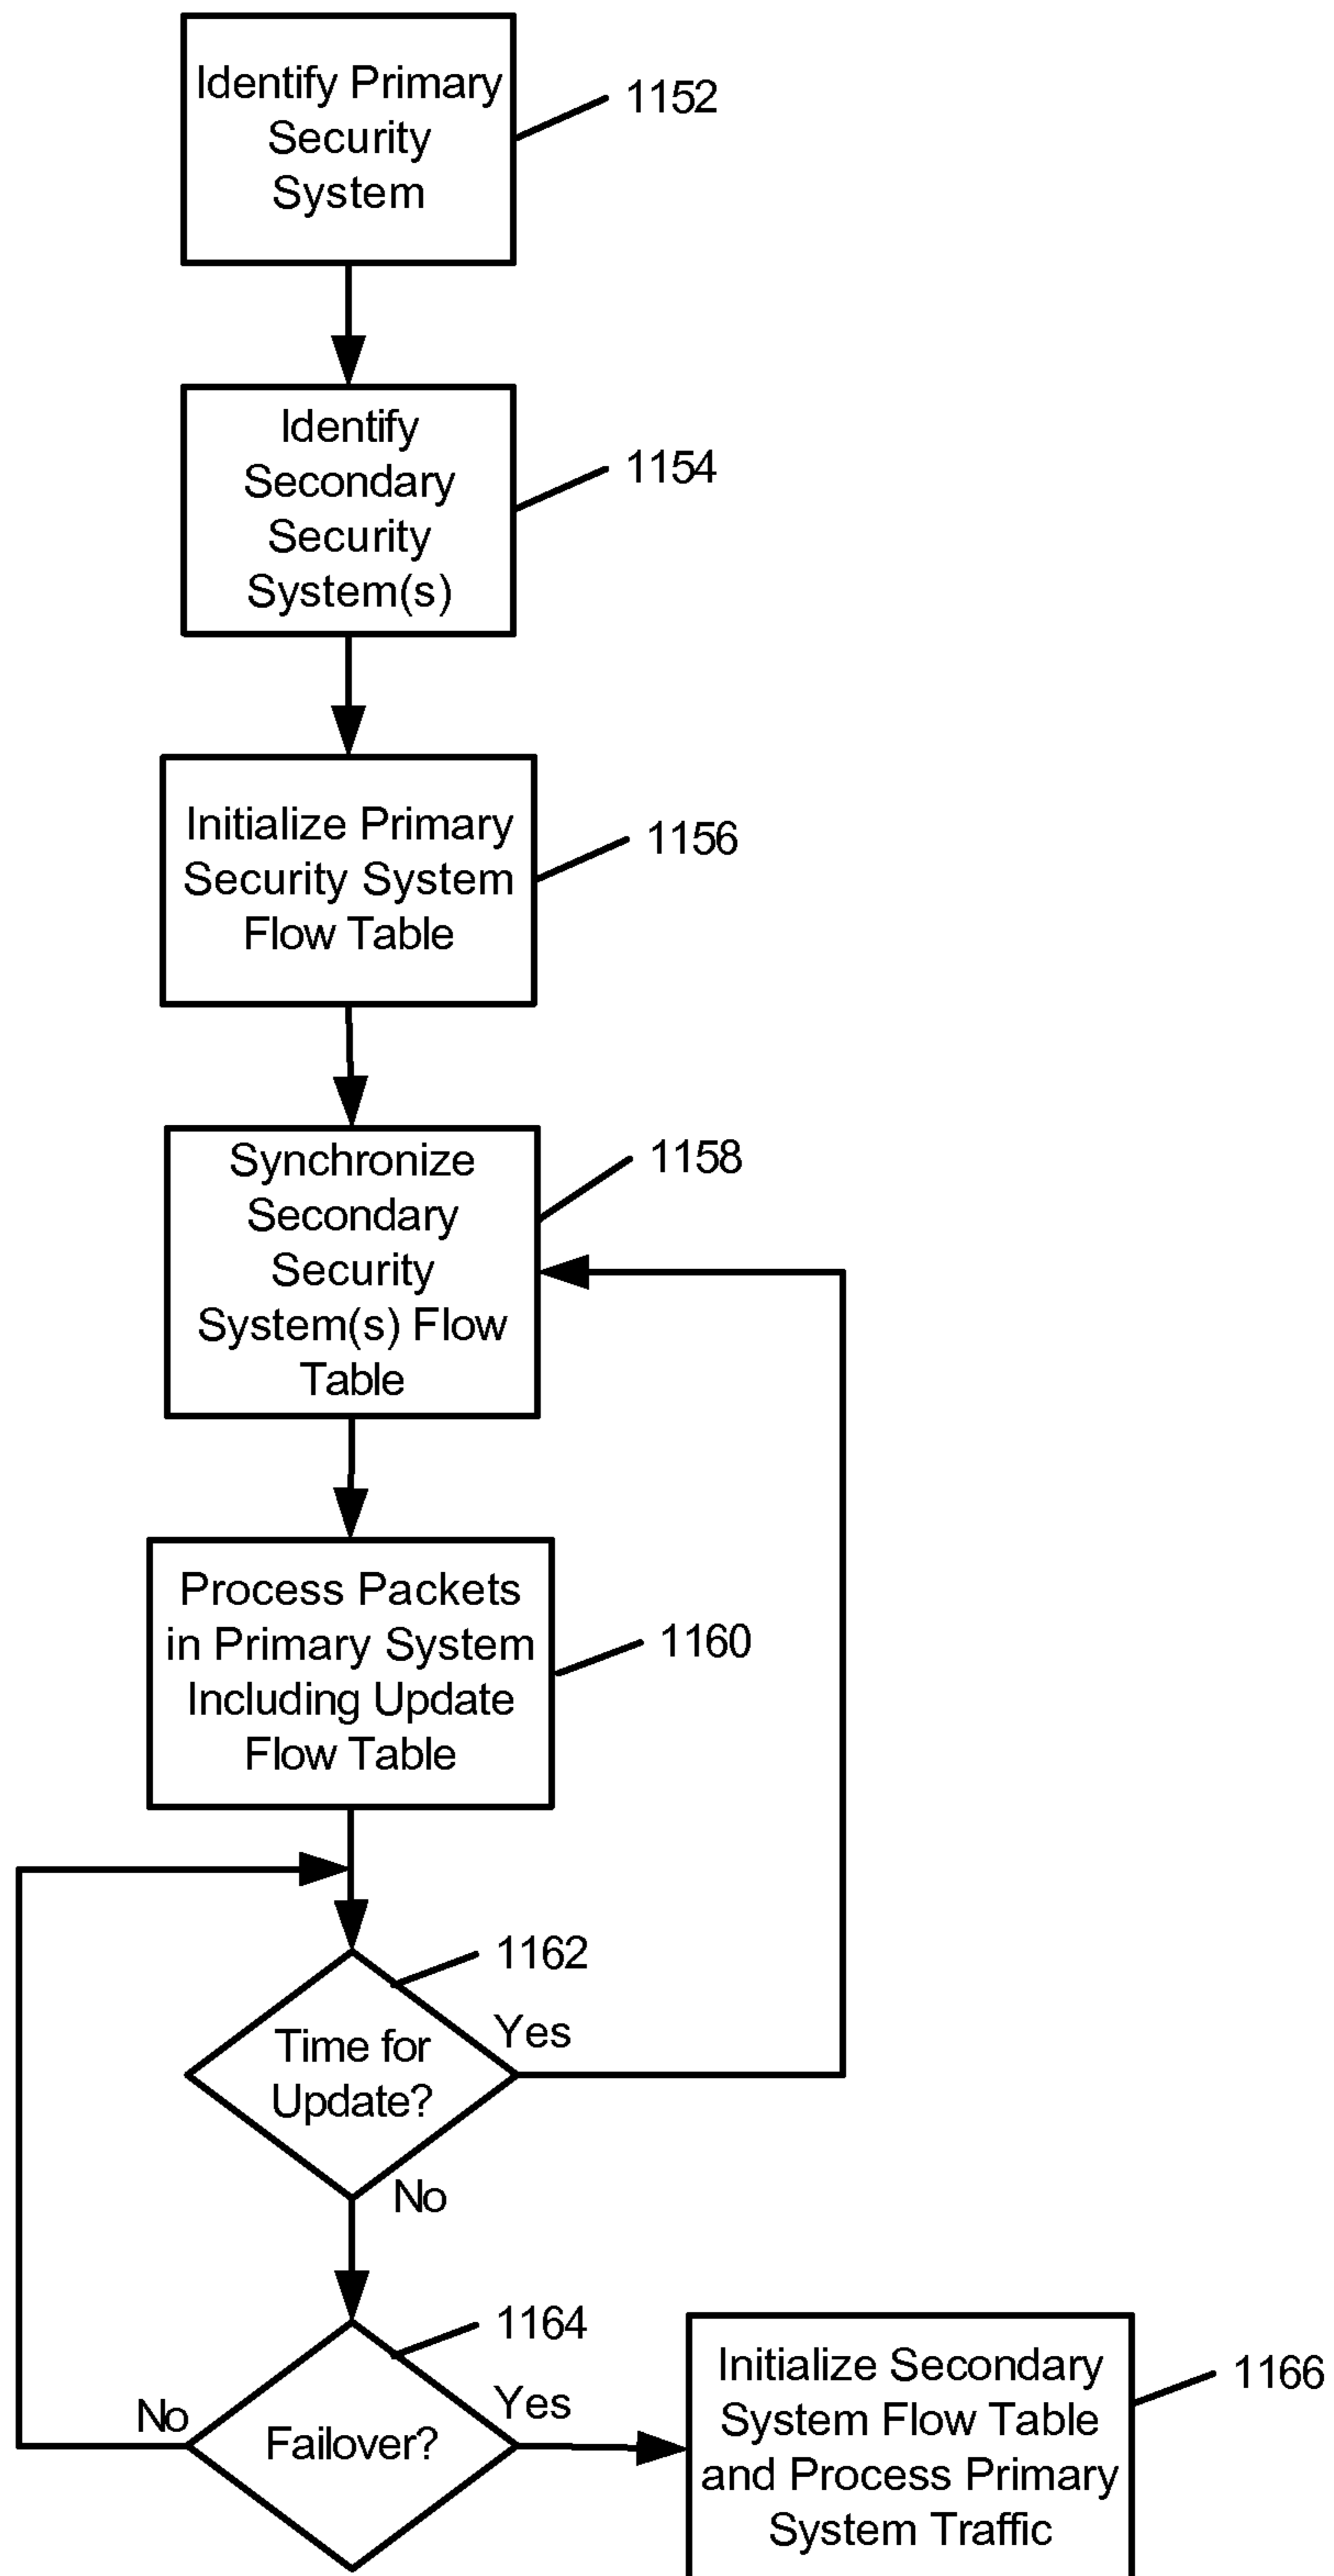 Identify Primary
Security
System
1152
Identify
Secondary
Security
System(s)
1154
Initialize Primary
Security System
Flow Table
1156
Synchronize
Secondary
Security
System(s) Flow
Table
1158
Process Packets
in Primary System
Including Update
Flow Table
1160
1162
Time for
Update?
Yes
No
1164
Failover?
No
Yes
Initialize Secondary
System Flow Table
and Process Primary
System Traffic
1166